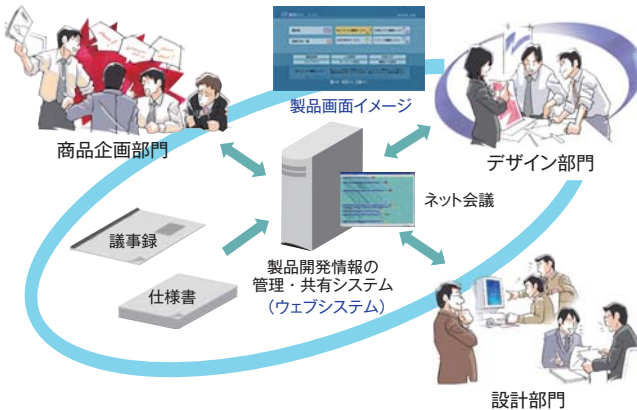 製品画面イメージ
商品企画部門
デザイン部門
ネット会議
議事録
仕様書
製品開発情報の
管理・共有システム
（ウェブシステム）
設計部門